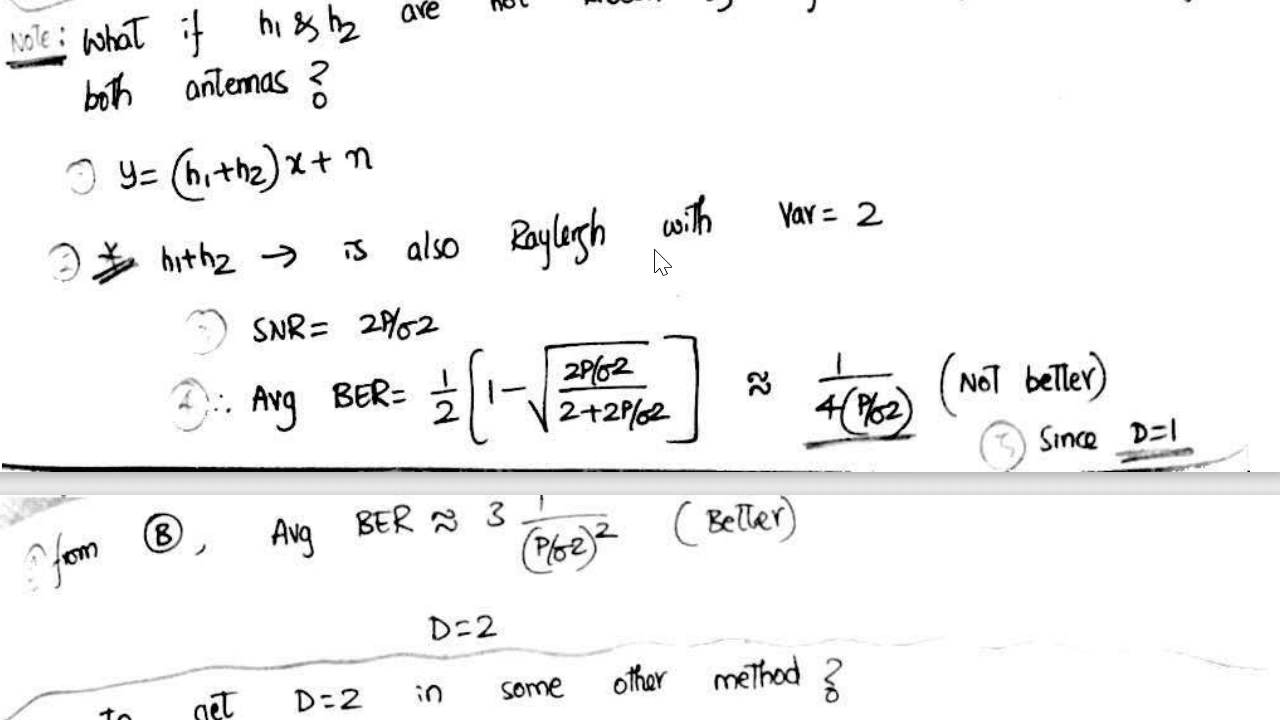 Note: What if h1 & h2 are not
both antennas ?
① y= (h1+h2)x+n
② * h1+h2 → is also Rayleigh with Var= 2
③ SNR= 2P/σ2
④ ∴ Avg BER= 1/2 [1-√(2P/σ2 / 2+2P/σ2)] ≈ 1/4(P/σ2) (Not better)
⑤ Since D=1
from Ⓑ, Avg BER ≈ 3 1/(P/σ2)^2 (Better)
D=2
to get D=2 in some other method ?